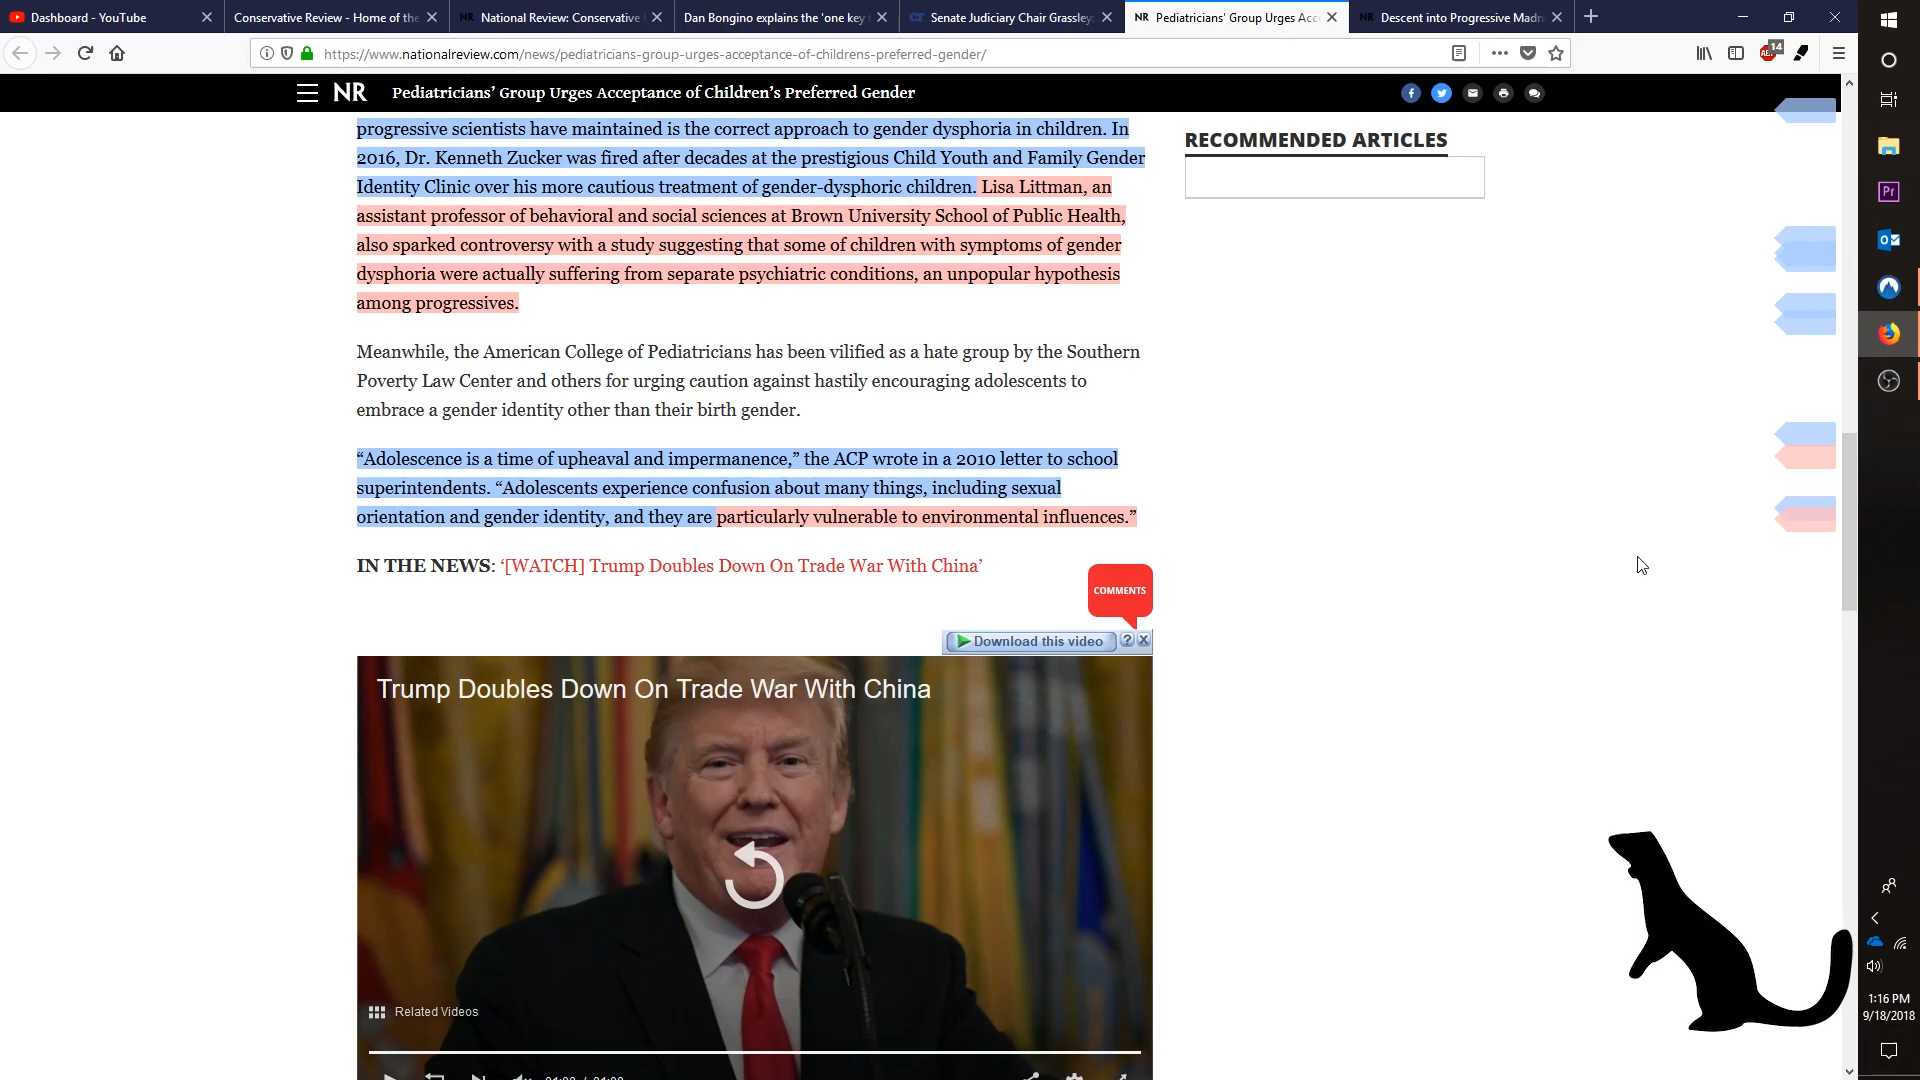 Dashboard - YouTube
Conservative Review - Home of the
NR National Review: Conservative
Dan Bongino explains the 'one key
CR Senate Judiciary Chair Grassley:
NR Pediatricians' Group Urges Acc
NR Descent into Progressive Madn
https://www.nationalreview.com/news/pediatricians-group-urges-acceptance-of-childrens-preferred-gender/
14
NR Pediatricians’ Group Urges Acceptance of Children’s Preferred Gender
progressive scientists have maintained is the correct approach to gender dysphoria in children. In
2016, Dr. Kenneth Zucker was fired after decades at the prestigious Child Youth and Family Gender
Identity Clinic over his more cautious treatment of gender-dysphoric children. Lisa Littman, an
assistant professor of behavioral and social sciences at Brown University School of Public Health,
also sparked controversy with a study suggesting that some of children with symptoms of gender
dysphoria were actually suffering from separate psychiatric conditions, an unpopular hypothesis
among progressives.
Meanwhile, the American College of Pediatricians has been vilified as a hate group by the Southern
Poverty Law Center and others for urging caution against hastily encouraging adolescents to
embrace a gender identity other than their birth gender.
“Adolescence is a time of upheaval and impermanence,” the ACP wrote in a 2010 letter to school
superintendents. “Adolescents experience confusion about many things, including sexual
orientation and gender identity, and they are particularly vulnerable to environmental influences.”
IN THE NEWS: ‘[WATCH] Trump Doubles Down On Trade War With China’
COMMENTS
Download this video
?
Trump Doubles Down On Trade War With China
Related Videos
RECOMMENDED ARTICLES
Pr
1:16 PM
9/18/2018